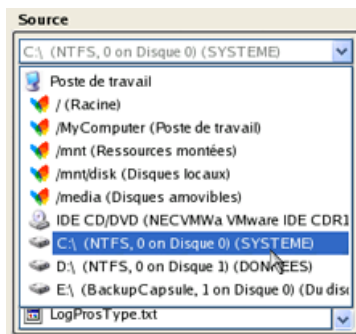 Source
C:\ (NTFS, 0 on Disque 0) (SYSTEME)
Poste de travail
/ (Racine)
/MyComputer (Poste de travail)
/mnt (Ressources montées)
/mnt/disk (Disques locaux)
/media (Disques amovibles)
IDE CD/DVD (NECVMWa VMware IDE CDR1
C:\ (NTFS, 0 on Disque 0) (SYSTEME)
D:\ (NTFS, 0 on Disque 1) (DONNEES)
E:\ (BackupCapsule, 1 on Disque 0) (Du disq
LogProsType.txt